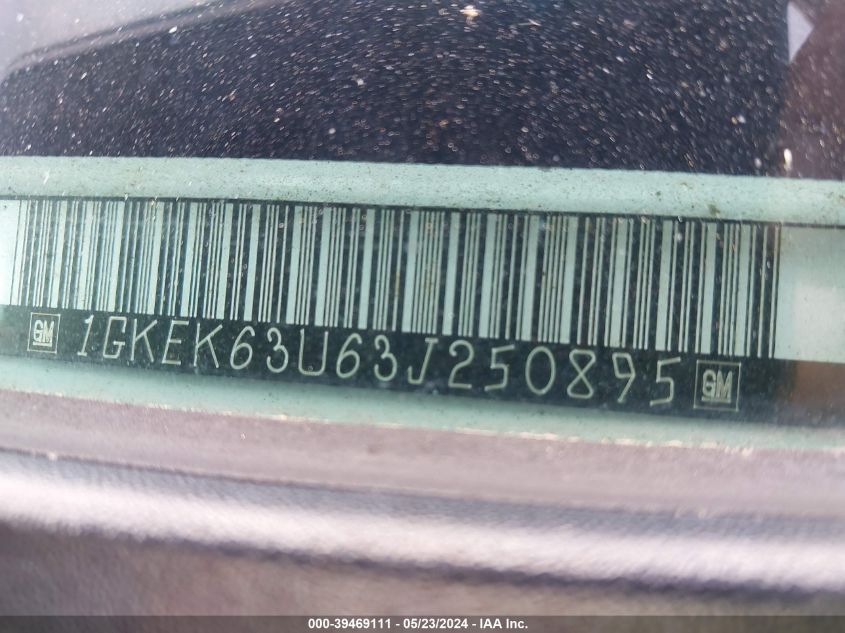 GM 1GKEK63U63J250895 GM
000-39469111 - 05/23/2024 - IAA Inc.